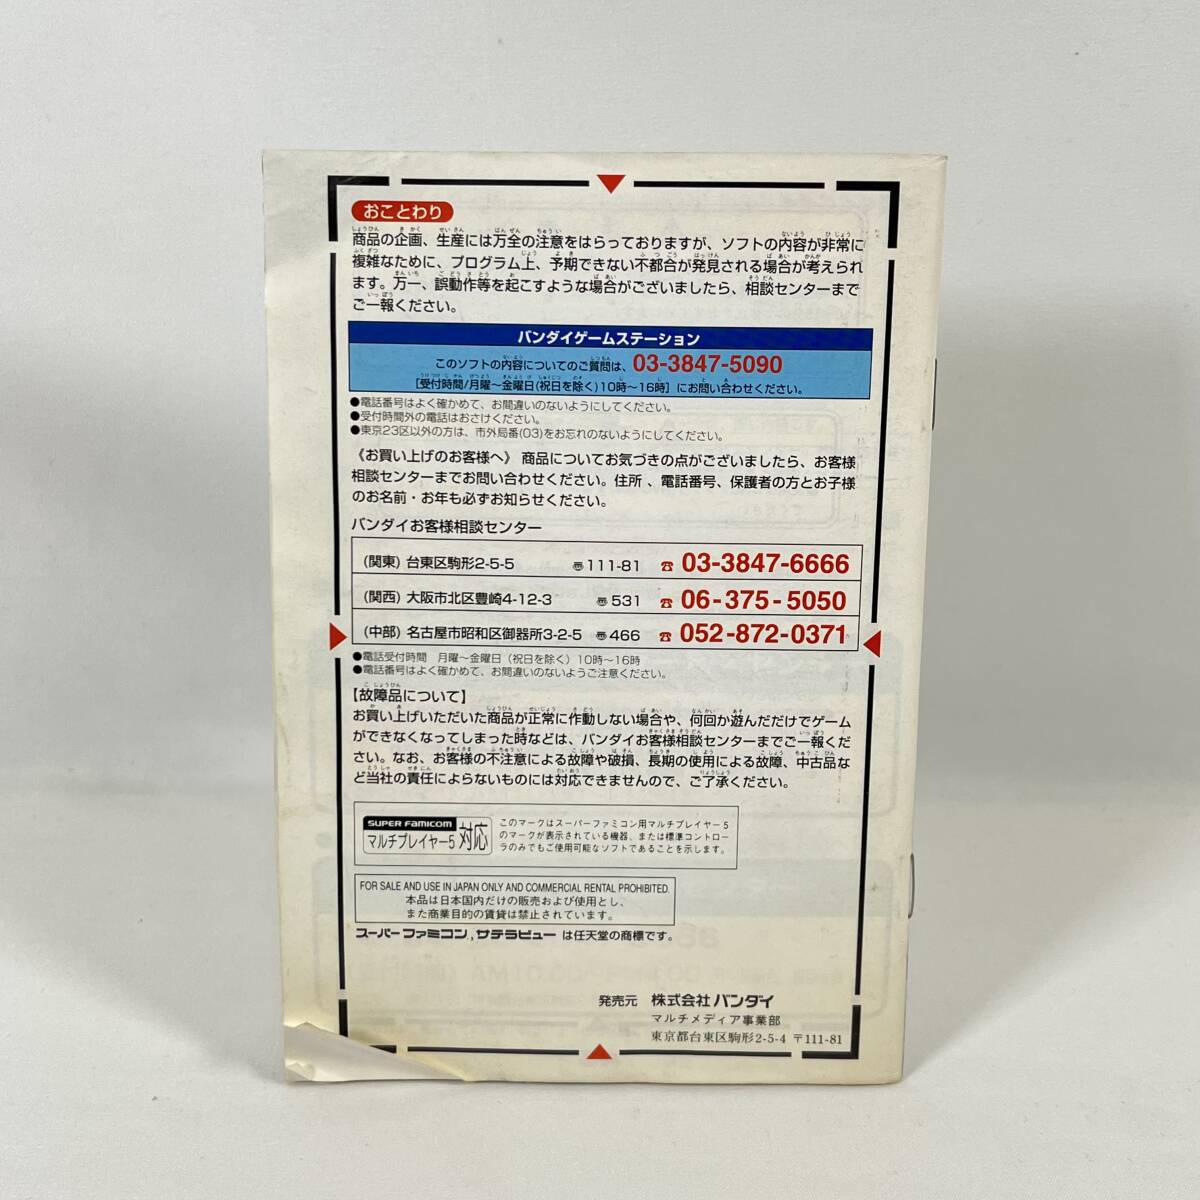 おことわり
商品の企画、生産には万全の注意をはらっておりますが、ソフトの内容が非常に
複雑なために、プログラム上、予期できない不都合が発見される場合が考えられ
ます。万一、誤動作等を起こすような場合がございましたら、相談センターまで
ご一報ください。
バンダイゲームステーション
このソフトの内容についてのご質問は、03-3847-5090
[受付時間/月曜〜金曜日(祝日を除く)10時〜16時] にお問い合わせください。
●電話番号はよく確かめて、お間違いのないようにしてください。
●受付時間外の電話はおさけください。
●東京23区以外の方は、市外局番(03)をお忘れのないようにしてください。
《お買い上げのお客様へ》 商品についてお気づきの点がございましたら、お客様
相談センターまでお問い合わせください。住所 、電話番号、保護者の方とお子様
のお名前・お年も必ずお知らせください。
バンダイお客様相談センター
(関東) 台東区駒形2-5-5 〠111-81 ☎ 03-3847-6666
(関西) 大阪市北区豊崎4-12-3 〠531 ☎ 06-375-5050
(中部) 名古屋市昭和区御器所3-2-5 〠466 ☎ 052-872-0371
●電話受付時間 月曜〜金曜日（祝日を除く）10時〜16時
●電話番号はよく確かめて、お間違いのないようご注意ください。
【故障品について】
お買い上げいただいた商品が正常に作動しない場合や、何回か遊んだだけでゲーム
ができなくなってしまった時などは、バンダイお客様相談センターまでご一報くだ
さい。なお、お客様の不注意による故障や破損、長期の使用による故障、中古品な
ど当社の責任によらないものには対応できませんので、ご了承ください。
SUPER FAMICOM
マルチプレイヤー5 対応
このマークはスーパーファミコン用マルチプレイヤー5
のマークが表示されている機器、または標準コントロー
ラのみでもご使用可能なソフトであることを示します。
FOR SALE AND USE IN JAPAN ONLY AND COMMERCIAL RENTAL PROHIBITED.
本品は日本国内だけの販売および使用とし、
また商業目的の賃貸は禁止されています。
スーパーファミコン、サテラビューは任天堂の商標です。
発売元 株式会社 バンダイ
マルチメディア事業部
東京都台東区駒形2-5-4 〒111-81